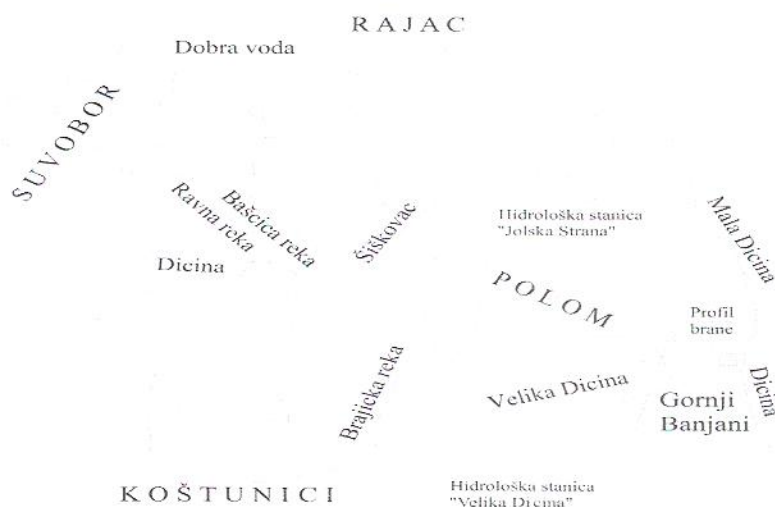 RAJAC
Dobra voda
SUVOBOR
Ravna reka
Bašcica reka
Šiškovac
Hidrološka stanica
"Jolska Strana"
Mala Dicina
Dicina
POLOM
Profil
brane
Brajicka reka
Velika Dicina
Dicina
Gornji
Banjani
KOŠTUNICI
Hidrološka stanica
"Velika Dicina"